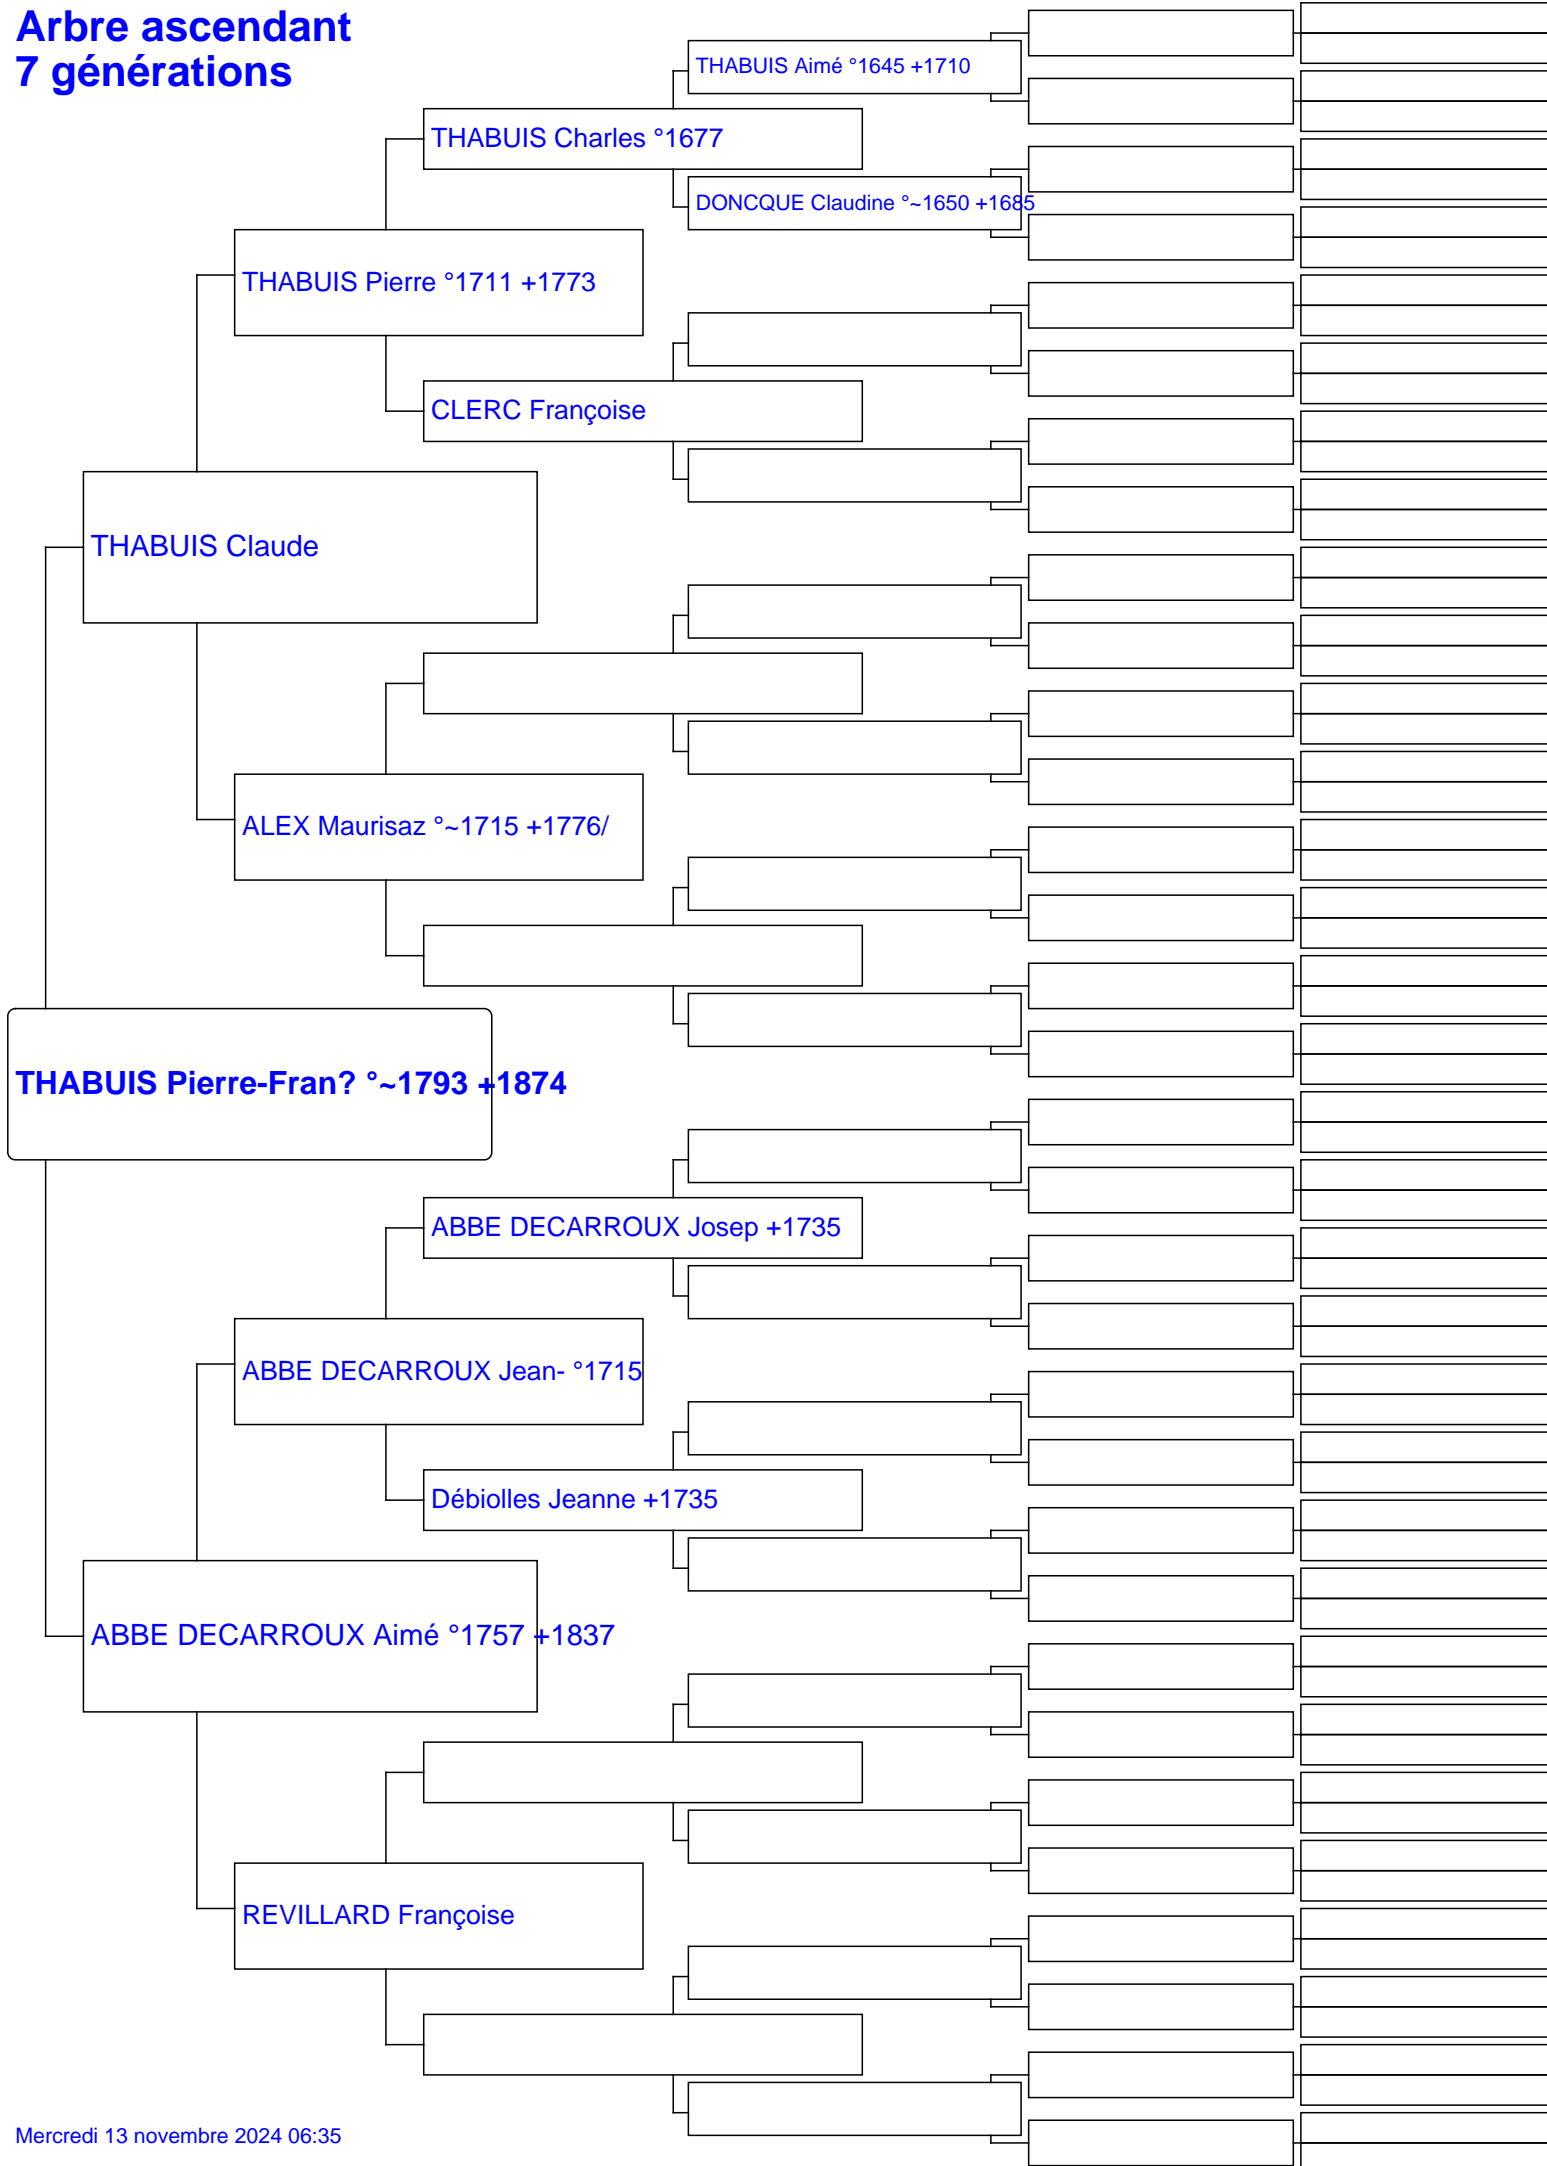 Arbre ascendant
7 générations
THABUIS Aimé °1645 +1710
THABUIS Charles °1677
DONCQUE Claudine °~1650 +1685
THABUIS Pierre °1711 +1773
CLERC Françoise
THABUIS Claude
ALEX Maurisaz °~1715 +1776/
THABUIS Pierre-Fran? °~1793 +1874
ABBE DECARROUX Josep +1735
ABBE DECARROUX Jean- °1715
Débiolles Jeanne +1735
ABBE DECARROUX Aimé °1757 +1837
REVILLARD Françoise
Mercredi 13 novembre 2024 06:35